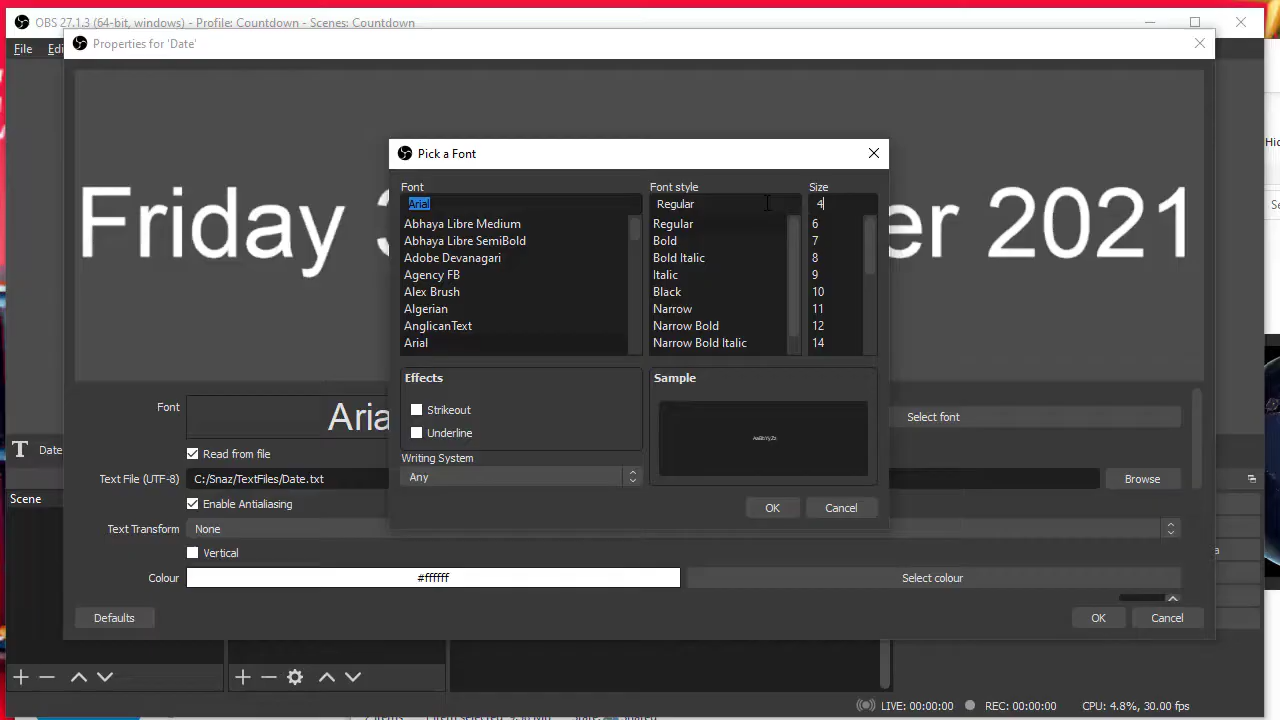 OBS 27.1.3 (64-bit, windows) - Profile: Countdown - Scenes: Countdown
File
Properties for 'Date'
Friday 3
er 2021
Pick a Font
Font
Font style
Size
Arial
Regular
4
Abhaya Libre Medium
Regular
6
Abhaya Libre SemiBold
Bold
7
Adobe Devanagari
Bold Italic
8
Agency FB
Italic
9
Alex Brush
Black
10
Algerian
Narrow
11
AnglicanText
Narrow Bold
12
Arial
Narrow Bold Italic
14
Effects
Sample
Strikeout
Underline
AaBbYyZz
Writing System
Any
OK
Cancel
Font
Select font
Date
Read from file
Text File (UTF-8)
C:/Snaz/TextFiles/Date.txt
Browse
Scene
Enable Antialiasing
Text Transform
None
Vertical
Colour
#ffffff
Select colour
Defaults
OK
Cancel
LIVE: 00:00:00
REC: 00:00:00
CPU: 4.8%, 30.00 fps